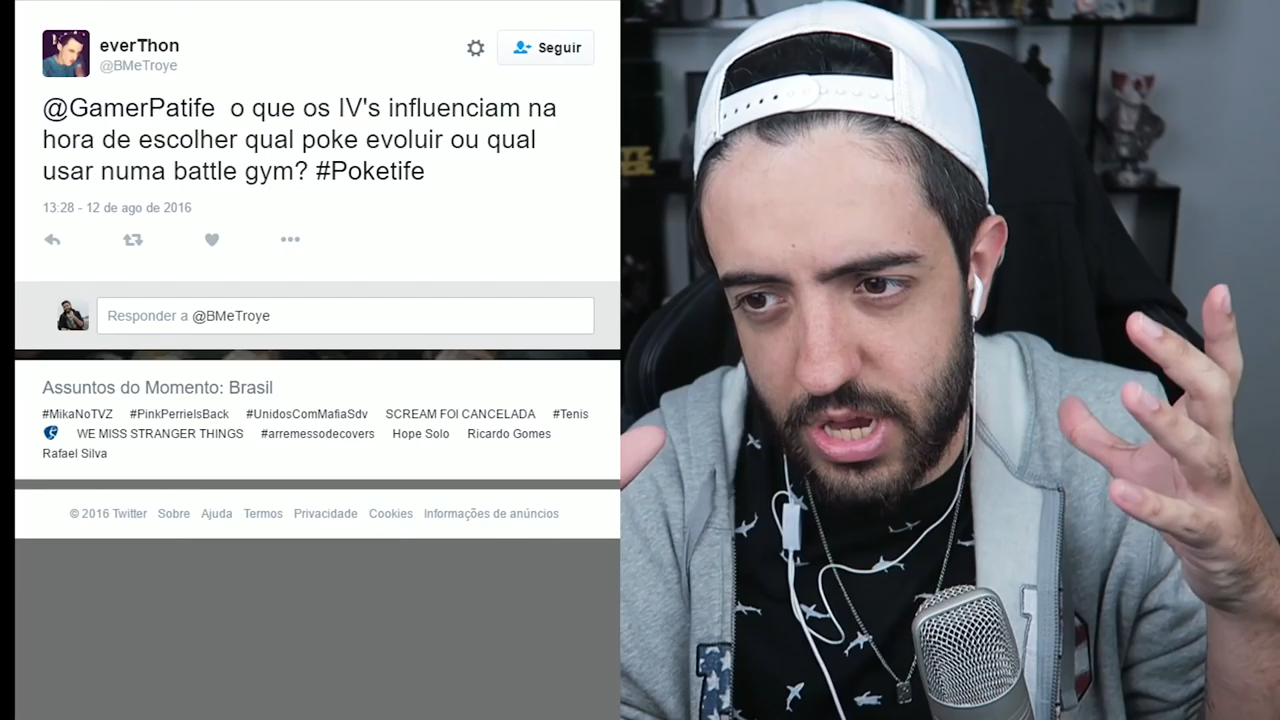 everThon
@BMeTroye
Seguir
@GamerPatife o que os IV's influenciam na
hora de escolher qual poke evoluir ou qual
usar numa battle gym? #Poketife
13:28 - 12 de ago de 2016
Responder a @BMeTroye
Assuntos do Momento: Brasil
#MikaNoTVZ #PinkPerrieIsBack #UnidosComMafiaSdv SCREAM FOI CANCELADA #Tenis
WE MISS STRANGER THINGS #arremessodecovers Hope Solo Ricardo Gomes
Rafael Silva
© 2016 Twitter Sobre Ajuda Termos Privacidade Cookies Informações de anúncios